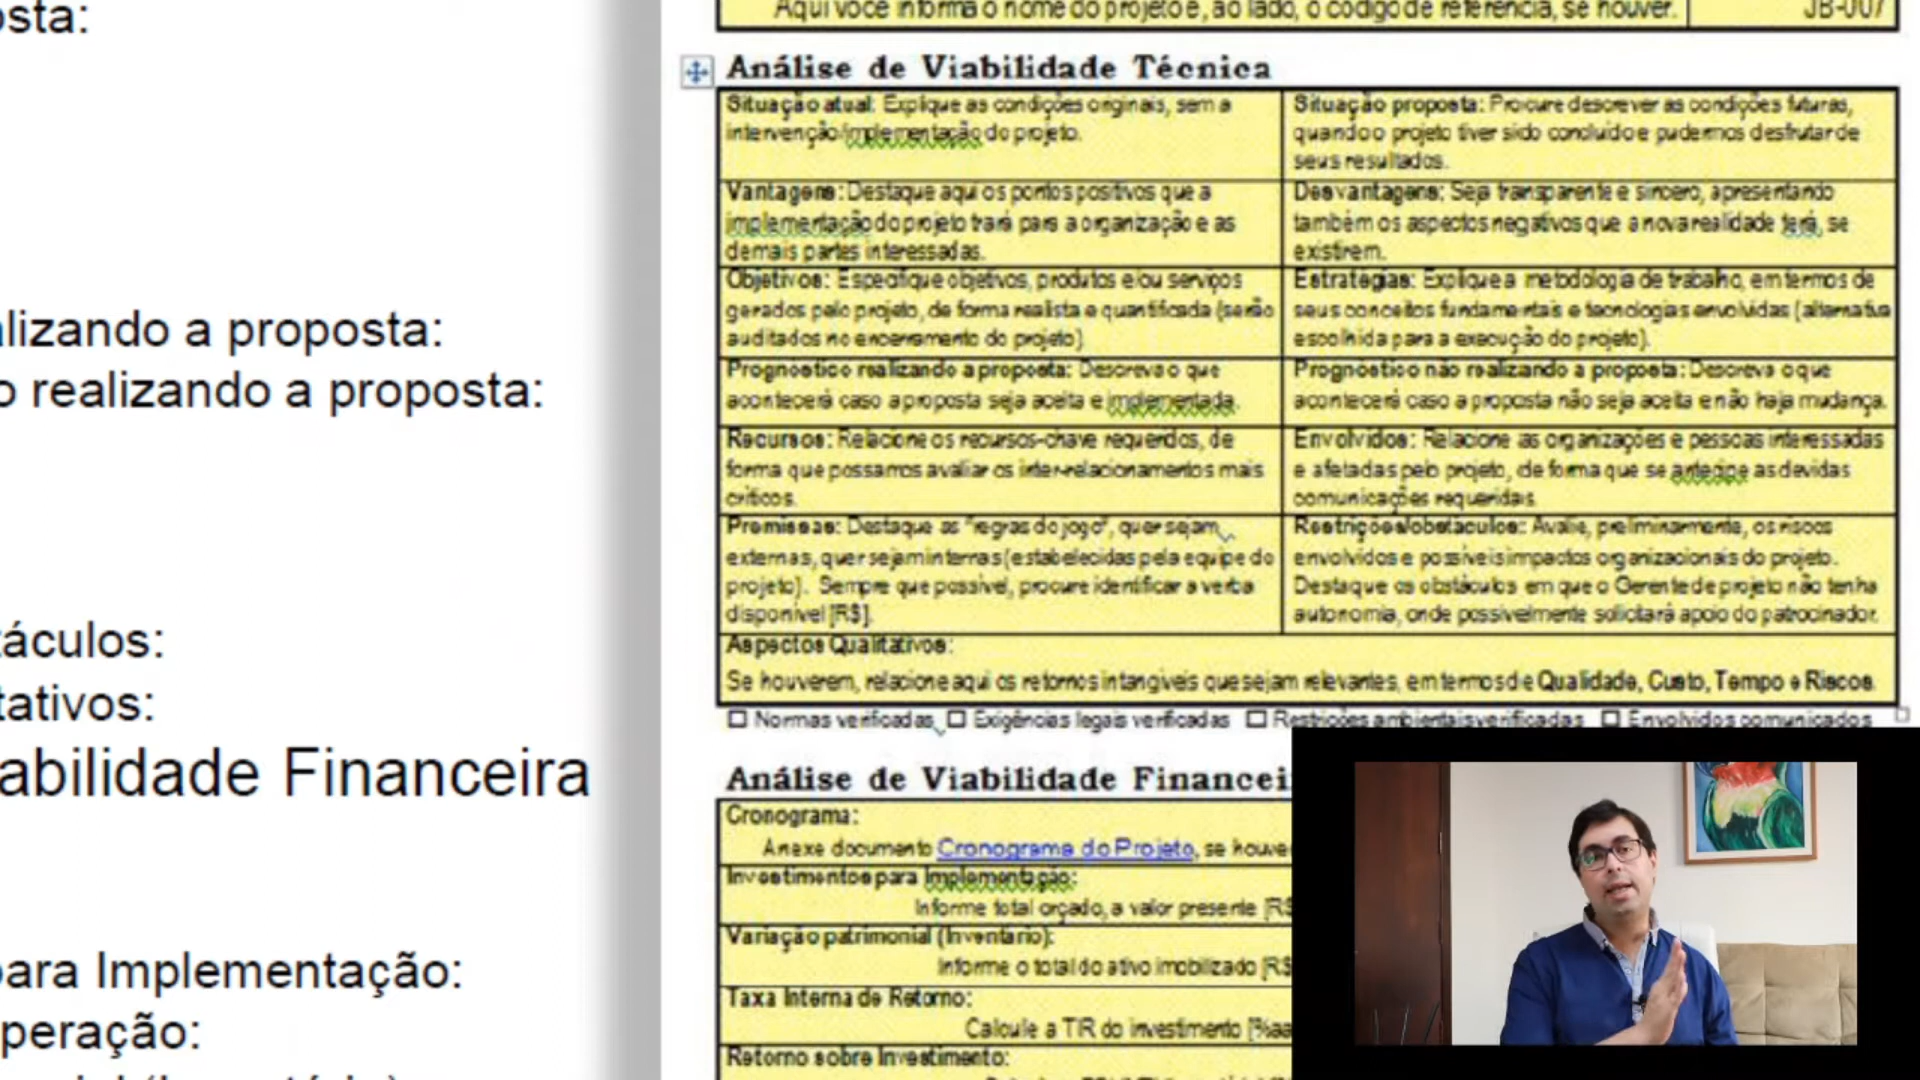 osta:
alizando a proposta:
o realizando a proposta:
táculos:
tativos:
abilidade Financeira
para Implementação:
peração:
Aqui você informa o nome do projeto e, ao lado, o código de referência, se houver.
JB-007
Análise de Viabilidade Técnica
Situação atual: Explique as condições originais, sem a
intervenção/implementação do projeto.
Situação proposta: Procure descrever as condições futuras,
quando o projeto tiver sido concluído e pudermos desfrutar de
seus resultados.
Vantagens: Destaque aqui os pontos positivos que a
implementação do projeto trará para a organização e as
demais partes interessadas.
Desvantagens: Seja transparente e sincero, apresentando
também os aspectos negativos que a nova realidade terá, se
existirem.
Objetivos: Especifique objetivos, produtos e/ou serviços
gerados pelo projeto, de forma realista e quantificada (serão
auditados no encerramento do projeto)
Estratégias: Explique a metodologia de trabalho, em termos de
seus conceitos fundamentais e tecnologias envolvidas (alternativa
escolhida para a execução do projeto).
Prognóstico realizando a proposta: Descreva o que
acontecerá caso a proposta seja aceita e implementada.
Prognóstico não realizando a proposta: Descreva o que
acontecerá caso a proposta não seja aceita e não haja mudança.
Recursos: Relacione os recursos-chave requeridos, de
forma que possamos avaliar os inter-relacionamentos mais
críticos.
Envolvidos: Relacione as organizações e pessoas interessadas
e afetadas pelo projeto, de forma que se antecipe as devidas
comunicações requeridas.
Premissas: Destaque as "regras do jogo", quer sejam
externas, quer sejam internas (estabelecidas pela equipe do
projeto). Sempre que possível, procure identificar a verba
disponível [R$].
Restrições/obstáculos: Avalie, preliminarmente, os riscos
envolvidos e possíveis impactos organizacionais do projeto.
Destaque os obstáculos em que o Gerente de projeto não tenha
autonomia, onde possivelmente solicitará apoio do patrocinador.
Aspectos Qualitativos:
Se houverem, relacione aqui os retornos intangíveis que sejam relevantes, em termos de Qualidade, Custo, Tempo e Riscos.
Normas verificadas Exigências legais verificadas Restrições ambientais verificadas Envolvidos comunicados
Análise de Viabilidade Financei
Cronograma:
Anexe documento Cronograma do Projeto, se houve
Investimentos para Implementação:
Informe total orçado, a valor presente [R$
Variação patrimonial (Inventário):
Informe o total do ativo imobilizado [R$
Taxa Interna de Retorno:
Calcule a TIR do investimento [%aa
Retorno sobre Investimento: